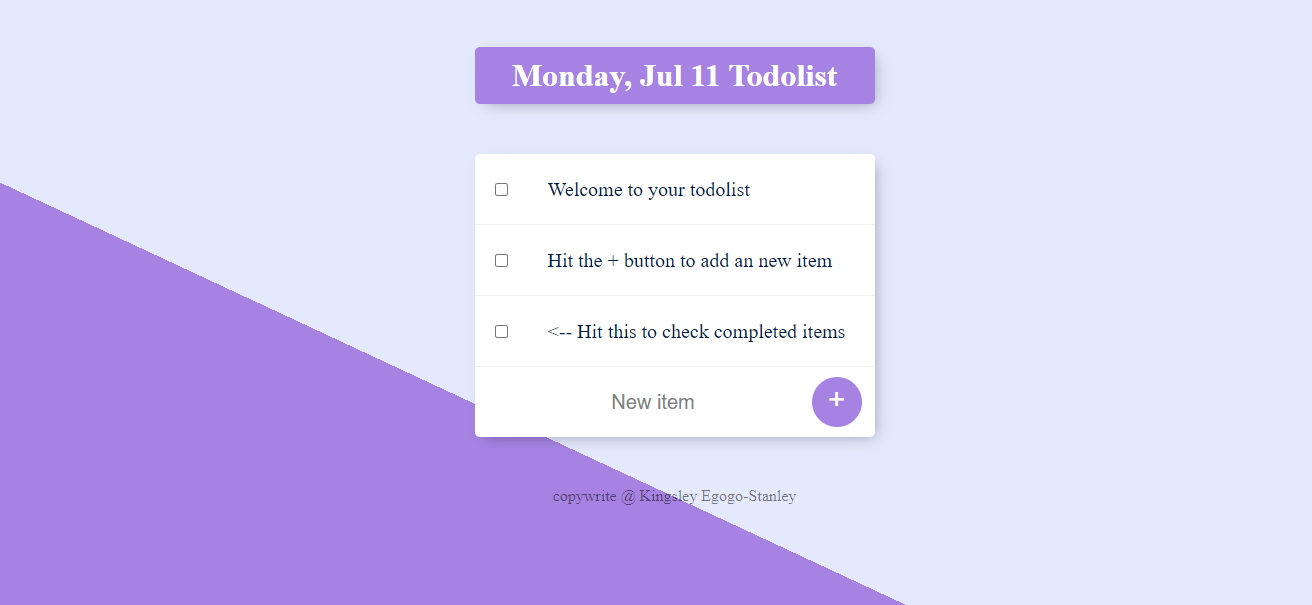 Monday, Jul 11 Todolist
Welcome to your todolist
Hit the + button to add an new item
<-- Hit this to check completed items
New item +
copywrite @ Kingsley Egogo-Stanley